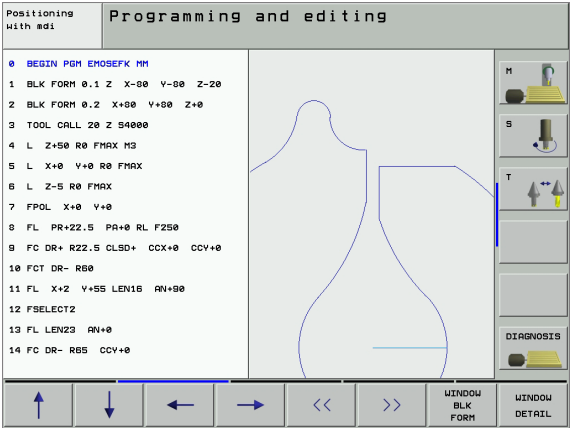 Positioning
with mdi
Programming and editing
0 BEGIN PGM EMOSEFK MM
1 BLK FORM 0.1 Z X-80 Y-80 Z-20
2 BLK FORM 0.2 X+80 Y+80 Z+0
3 TOOL CALL 20 Z S4000
4 L Z+50 R0 FMAX M3
5 L X+0 Y+0 R0 FMAX
6 L Z-5 R0 FMAX
7 FPOL X+0 Y+0
8 FL PR+22.5 PA+0 RL F250
9 FC DR+ R22.5 CLSD+ CCX+0 CCY+0
10 FCT DR- R60
11 FL X+2 Y+55 LEN16 AN+90
12 FSELECT2
13 FL LEN23 AN+0
14 FC DR- R65 CCY+0
M
S
T
DIAGNOSIS
<< >>
WINDOW
BLK
FORM
WINDOW
DETAIL